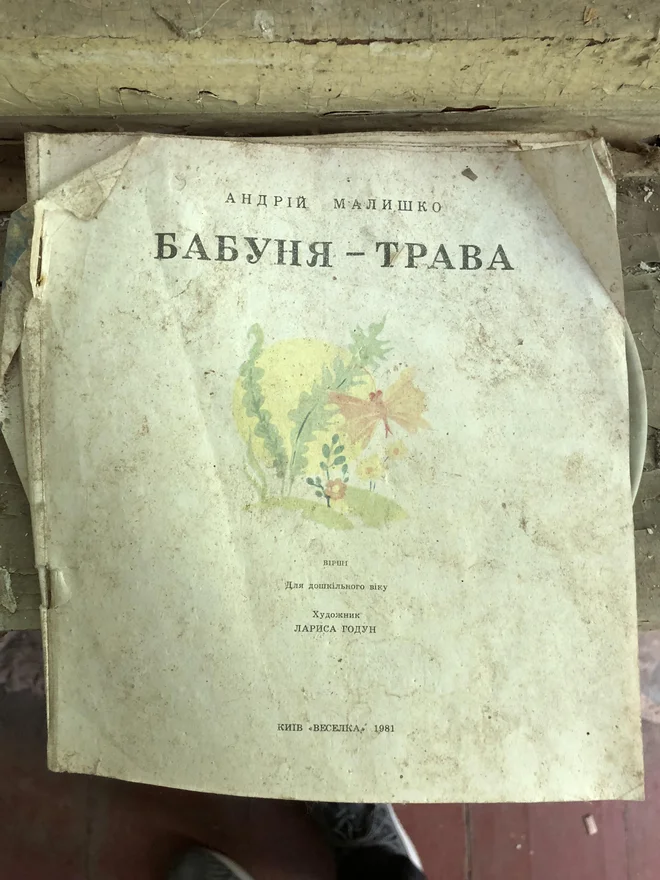 АНДРІЙ МАЛИШКО
БАБУНЯ – ТРАВА
ВІРШІ
Для дошкільного віку
Художник
ЛАРИСА ГОДУН
КИЇВ «ВЕСЕЛКА» 1981